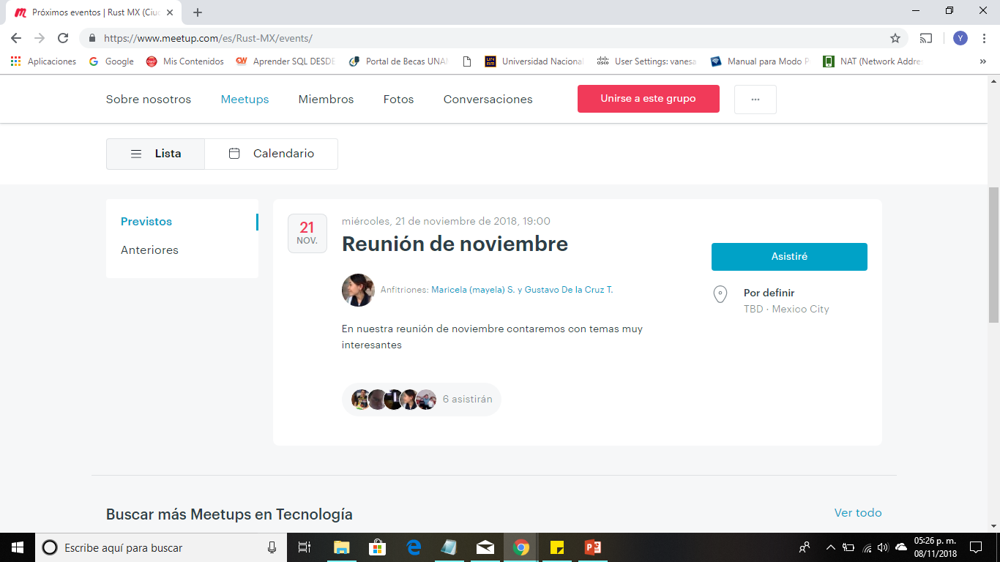 Próximos eventos | Rust MX (Ciud
https://www.meetup.com/es/Rust-MX/events/
Y
Aplicaciones Google Mis Contenidos Aprender SQL DESDE Portal de Becas UNAM Universidad Nacional User Settings: vanesa Manual para Modo P NAT (Network Addre
Sobre nosotros Meetups Miembros Fotos Conversaciones Unirse a este grupo ...
Lista Calendario
Previstos
Anteriores
21
NOV.
miércoles, 21 de noviembre de 2018, 19:00
Reunión de noviembre
Anfitriones: Maricela (mayela) S. y Gustavo De la Cruz T.
En nuestra reunión de noviembre contaremos con temas muy
interesantes
6 asistirán
Asistiré
Por definir
TBD · Mexico City
Buscar más Meetups en Tecnología Ver todo
Escribe aquí para buscar
05:26 p. m.
08/11/2018